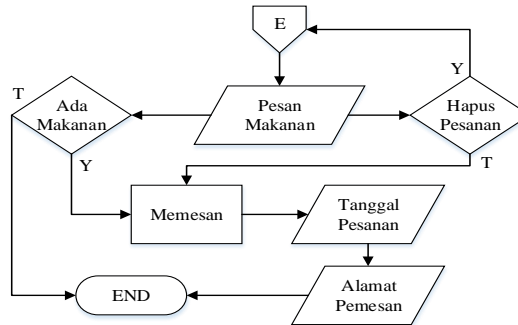 E
T
Y
Ada
Makanan
Pesan
Makanan
Hapus
Pesanan
Y
T
Memesan
Tanggal
Pesanan
END
Alamat
Pemesan